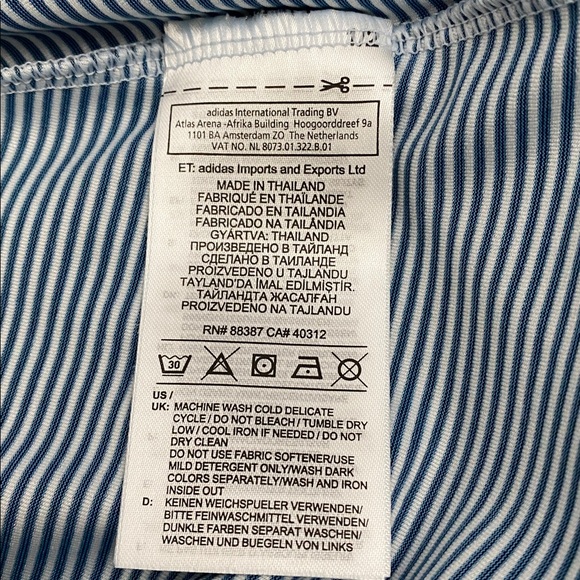 1/2
adidas International Trading BV
Atlas Arena -Afrika Building Hoogoorddreef 9a
1101 BA Amsterdam ZO The Netherlands
VAT NO. NL 8073.01.322.B.01
ET: adidas Imports and Exports Ltd
MADE IN THAILAND
FABRIQUÉ EN THAÏLANDE
FABRICADO EN TAILANDIA
FABRICADO NA TAILÂNDIA
GYÁRTVA: THAILAND
ПРОИЗВЕДЕНО В ТАЙЛАНД
СДЕЛАНО В ТАИЛАНДЕ
PROIZVEDENO U TAJLANDU
TAYLAND'DA İMAL EDİLMİŞTİR.
ТАЙЛАНДТА ЖАСАЛҒАН
PROIZVEDENO NA TAJLANDU
RN# 88387 CA# 40312
30
US /
UK: MACHINE WASH COLD DELICATE
CYCLE / DO NOT BLEACH / TUMBLE DRY
LOW / COOL IRON IF NEEDED / DO NOT
DRY CLEAN
DO NOT USE FABRIC SOFTENER/USE
MILD DETERGENT ONLY/WASH DARK
COLORS SEPARATELY/WASH AND IRON
INSIDE OUT
D: KEINEN WEICHSPUELER VERWENDEN/
BITTE FEINWASCHMITTEL VERWENDEN/
DUNKLE FARBEN SEPARAT WASCHEN/
WASCHEN UND BUEGELN VON LINKS